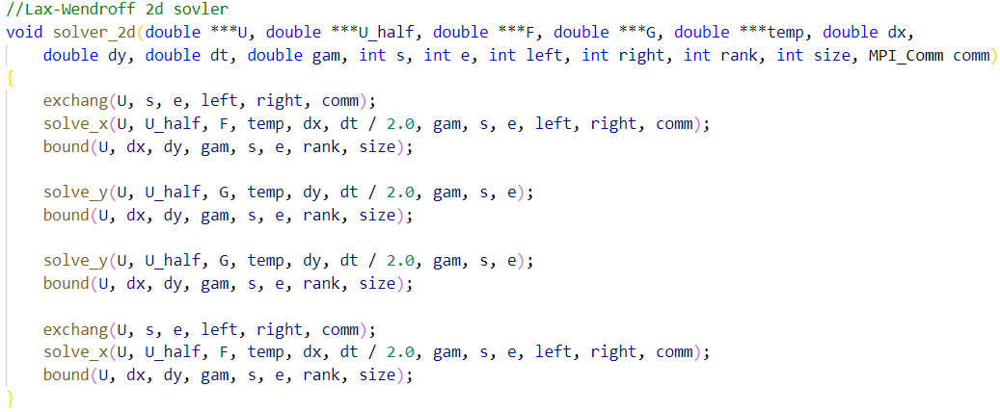 //Lax-Wendroff 2d sovler
void solver_2d(double ***U, double ***U_half, double ***F, double ***G, double ***temp, double dx,
    double dy, double dt, double gam, int s, int e, int left, int right, int rank, int size, MPI_Comm comm)
{
    exchang(U, s, e, left, right, comm);
    solve_x(U, U_half, F, temp, dx, dt / 2.0, gam, s, e, left, right, comm);
    bound(U, dx, dy, gam, s, e, rank, size);

    solve_y(U, U_half, G, temp, dy, dt / 2.0, gam, s, e);
    bound(U, dx, dy, gam, s, e, rank, size);

    solve_y(U, U_half, G, temp, dy, dt / 2.0, gam, s, e);
    bound(U, dx, dy, gam, s, e, rank, size);

    exchang(U, s, e, left, right, comm);
    solve_x(U, U_half, F, temp, dx, dt / 2.0, gam, s, e, left, right, comm);
    bound(U, dx, dy, gam, s, e, rank, size);
}